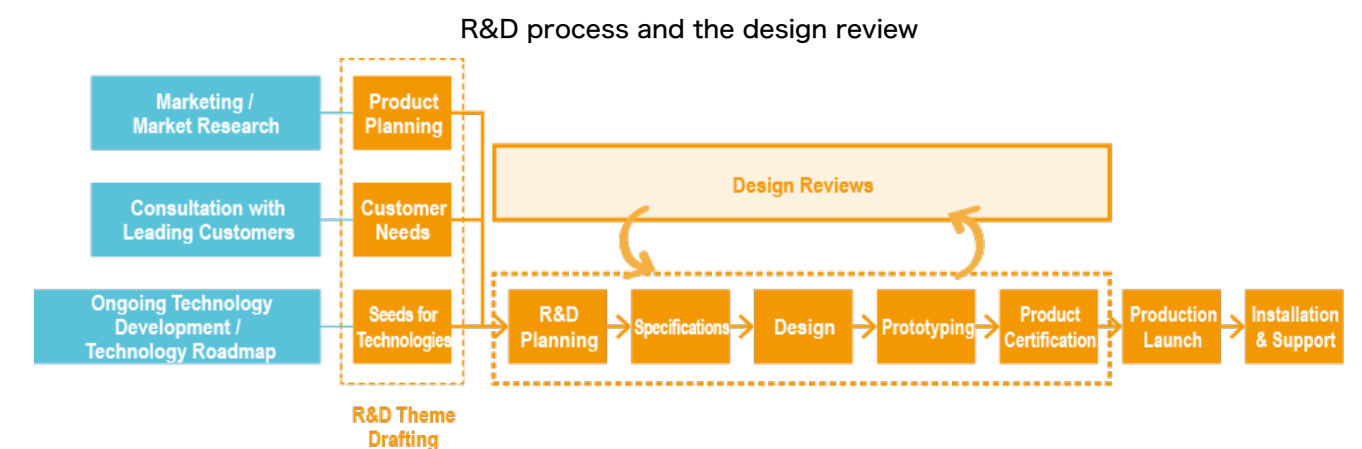 R&D process and the design review
Marketing /
Market Research
Product
Planning
Design Reviews
Consultation with
Leading Customers
Customer
Needs
Ongoing Technology
Development /
Technology Roadmap
Seeds for
Technologies
R&D
Planning
Specifications
Design
Prototyping
Product
Certification
Production
Launch
Installation
& Support
R&D Theme
Drafting